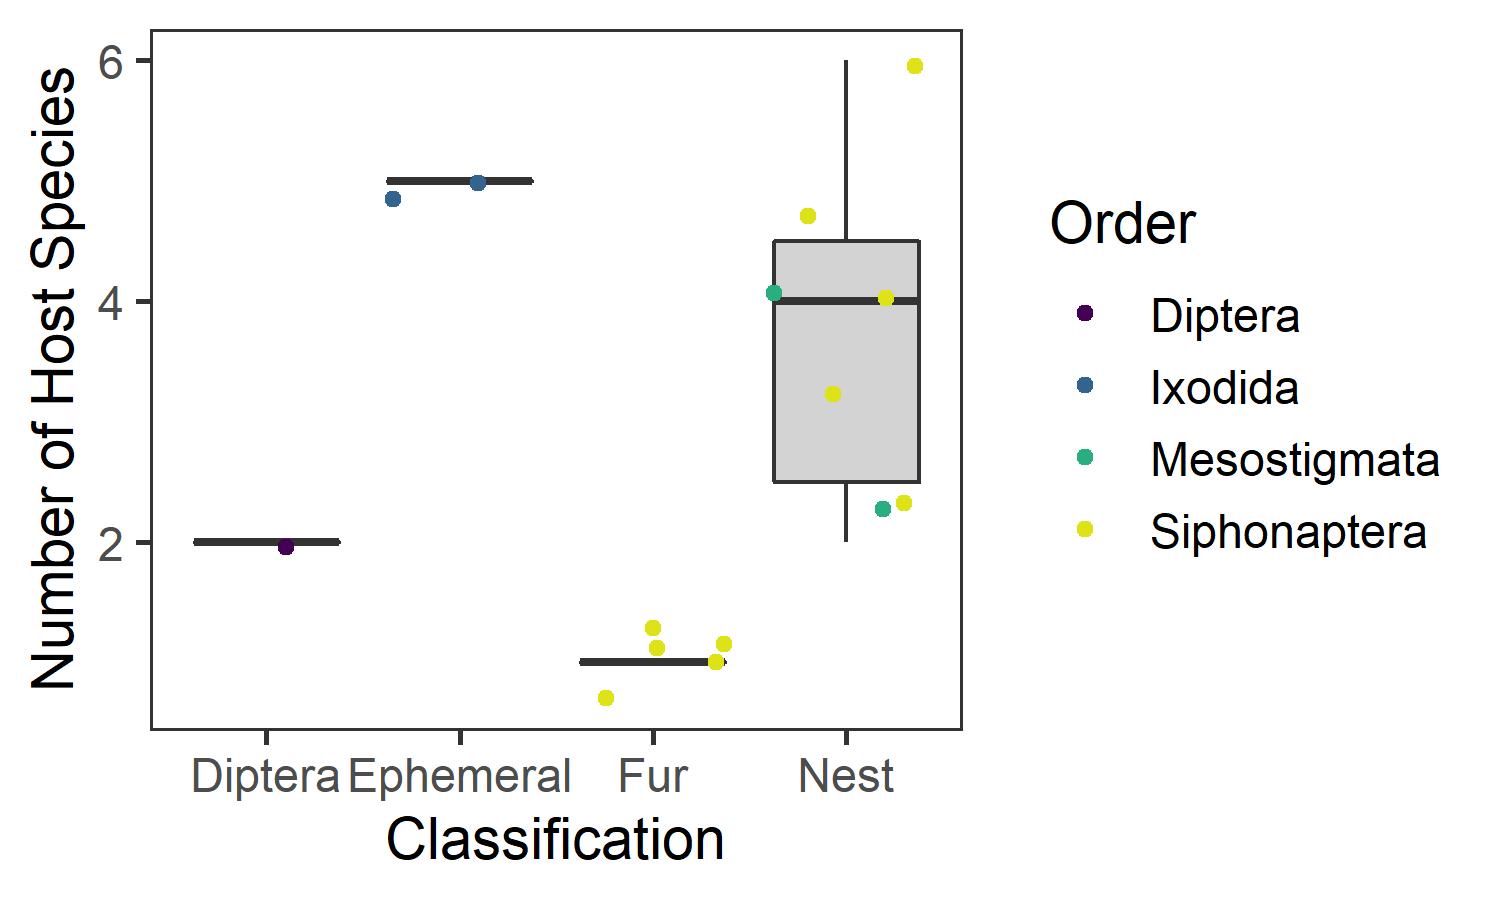 Number of Host Species
6
4
2
Diptera
Ephemeral
Fur
Nest
Classification
Order
Diptera
Ixodida
Mesostigmata
Siphonaptera